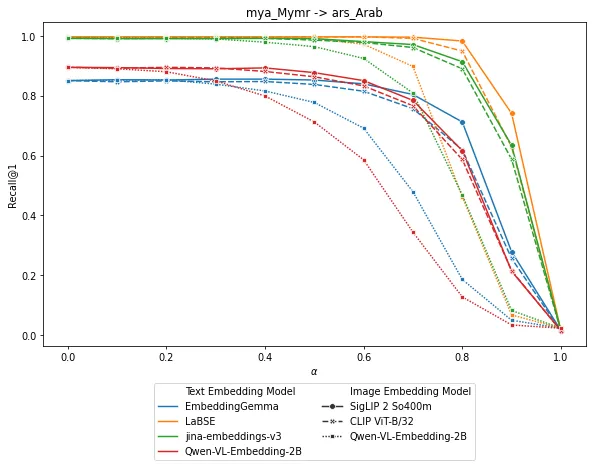 mya_Mymr -> ars_Arab
Recall@1
1.0
0.8
0.6
0.4
0.2
0.0
0.0
0.2
0.4
0.6
0.8
1.0
α
Text Embedding Model
EmbeddingGemma
LaBSE
jina-embeddings-v3
Qwen-VL-Embedding-2B
Image Embedding Model
SigLIP 2 So400m
CLIP ViT-B/32
Qwen-VL-Embedding-2B